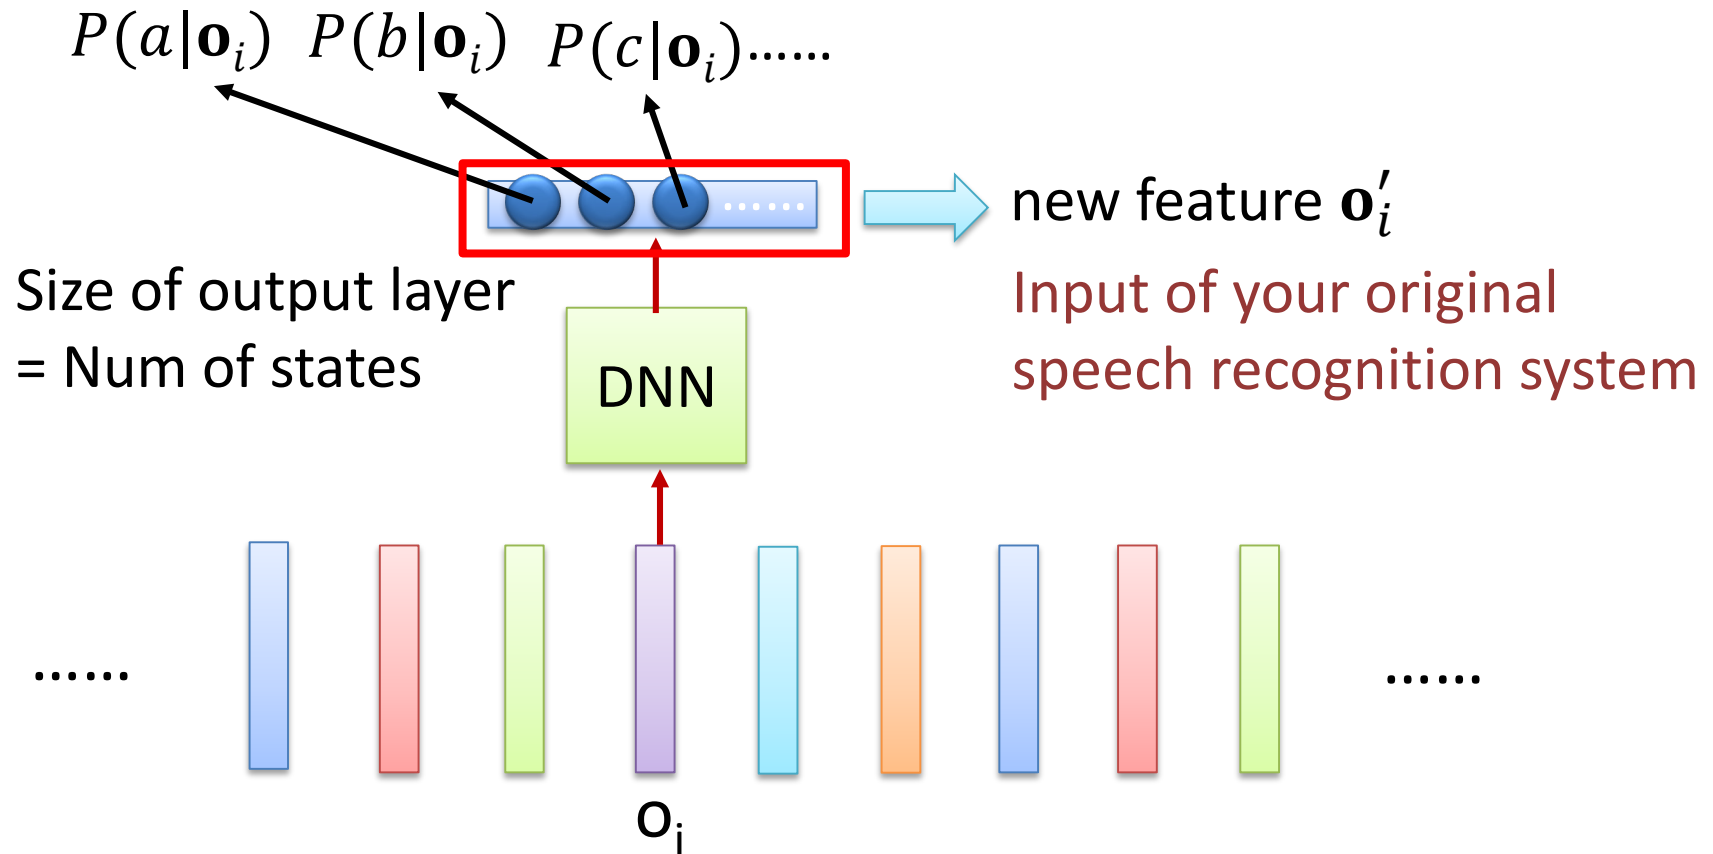 P(a|oᵢ) P(b|oᵢ) P(c|oᵢ)……
new feature o′ᵢ
Size of output layer
= Num of states
Input of your original
speech recognition system
DNN
……
……
oᵢ